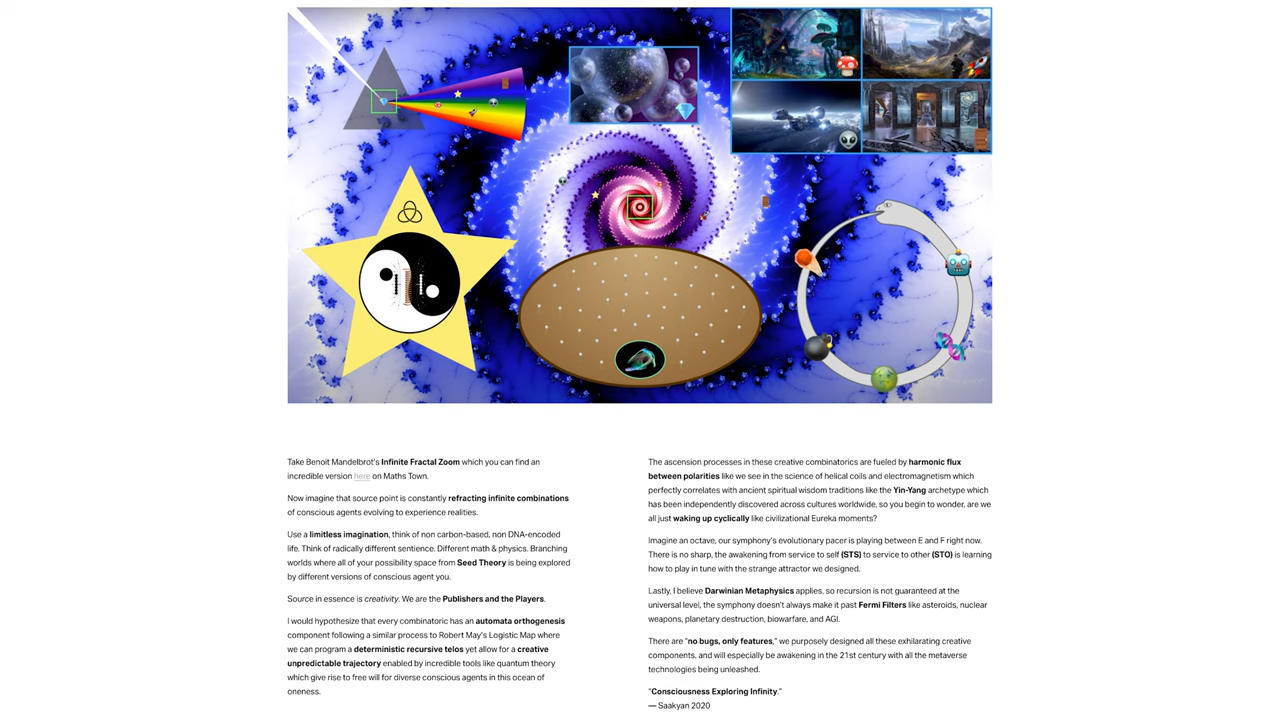 Take Benoit Mandelbrot's Infinite Fractal Zoom which you can find an
incredible version here on Maths Town.
Now imagine that source point is constantly refracting infinite combinations
of conscious agents evolving to experience realities.
Use a limitless imagination, think of non carbon-based, non DNA-encoded
life. Think of radically different sentience. Different math & physics. Branching
worlds where all of your possibility space from Seed Theory is being explored
by different versions of conscious agent you.
Source in essence is creativity. We are the Publishers and the Players.
I would hypothesize that every combinatoric has an automata orthogenesis
component following a similar process to Robert May's Logistic Map where
we can program a deterministic recursive telos yet allow for a creative
unpredictable trajectory enabled by incredible tools like quantum theory
which give rise to free will for diverse conscious agents in this ocean of
oneness.
The ascension processes in these creative combinatorics are fueled by harmonic flux
between polarities like we see in the science of helical coils and electromagnetism which
perfectly correlates with ancient spiritual wisdom traditions like the Yin-Yang archetype which
has been independently discovered across cultures worldwide, so you begin to wonder, are we
all just waking up cyclically like civilizational Eureka moments?
Imagine an octave, our symphony's evolutionary pacer is playing between E and F right now.
There is no sharp, the awakening from service to self (STS) to service to other (STO) is learning
how to play in tune with the strange attractor we designed.
Lastly, I believe Darwinian Metaphysics applies, so recursion is not guaranteed at the
universal level, the symphony doesn't always make it past Fermi Filters like asteroids, nuclear
weapons, planetary destruction, biowarfare, and AGI.
There are "no bugs, only features," we purposely designed all these exhilarating creative
components, and will especially be awakening in the 21st century with all the metaverse
technologies being unleashed.
"Consciousness Exploring Infinity."
— Saakyan 2020